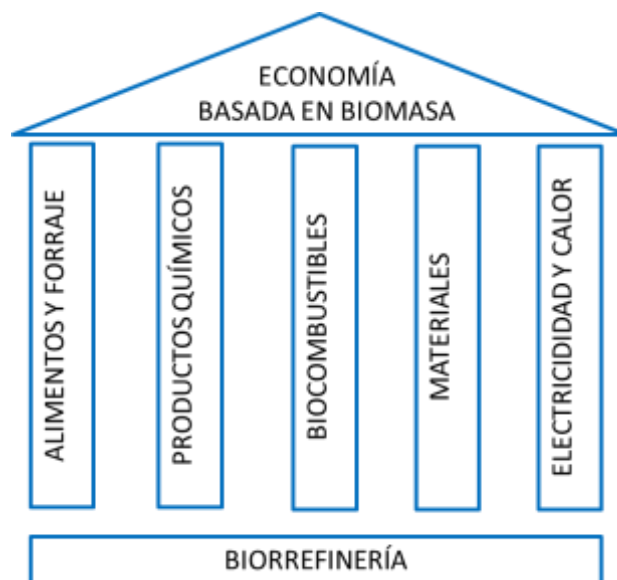 ECONOMÍA
BASADA EN BIOMASA
ALIMENTOS Y FORRAJE
PRODUCTOS QUÍMICOS
BIOCOMBUSTIBLES
MATERIALES
ELECTRICIDIDAD Y CALOR
BIORREFINERÍA